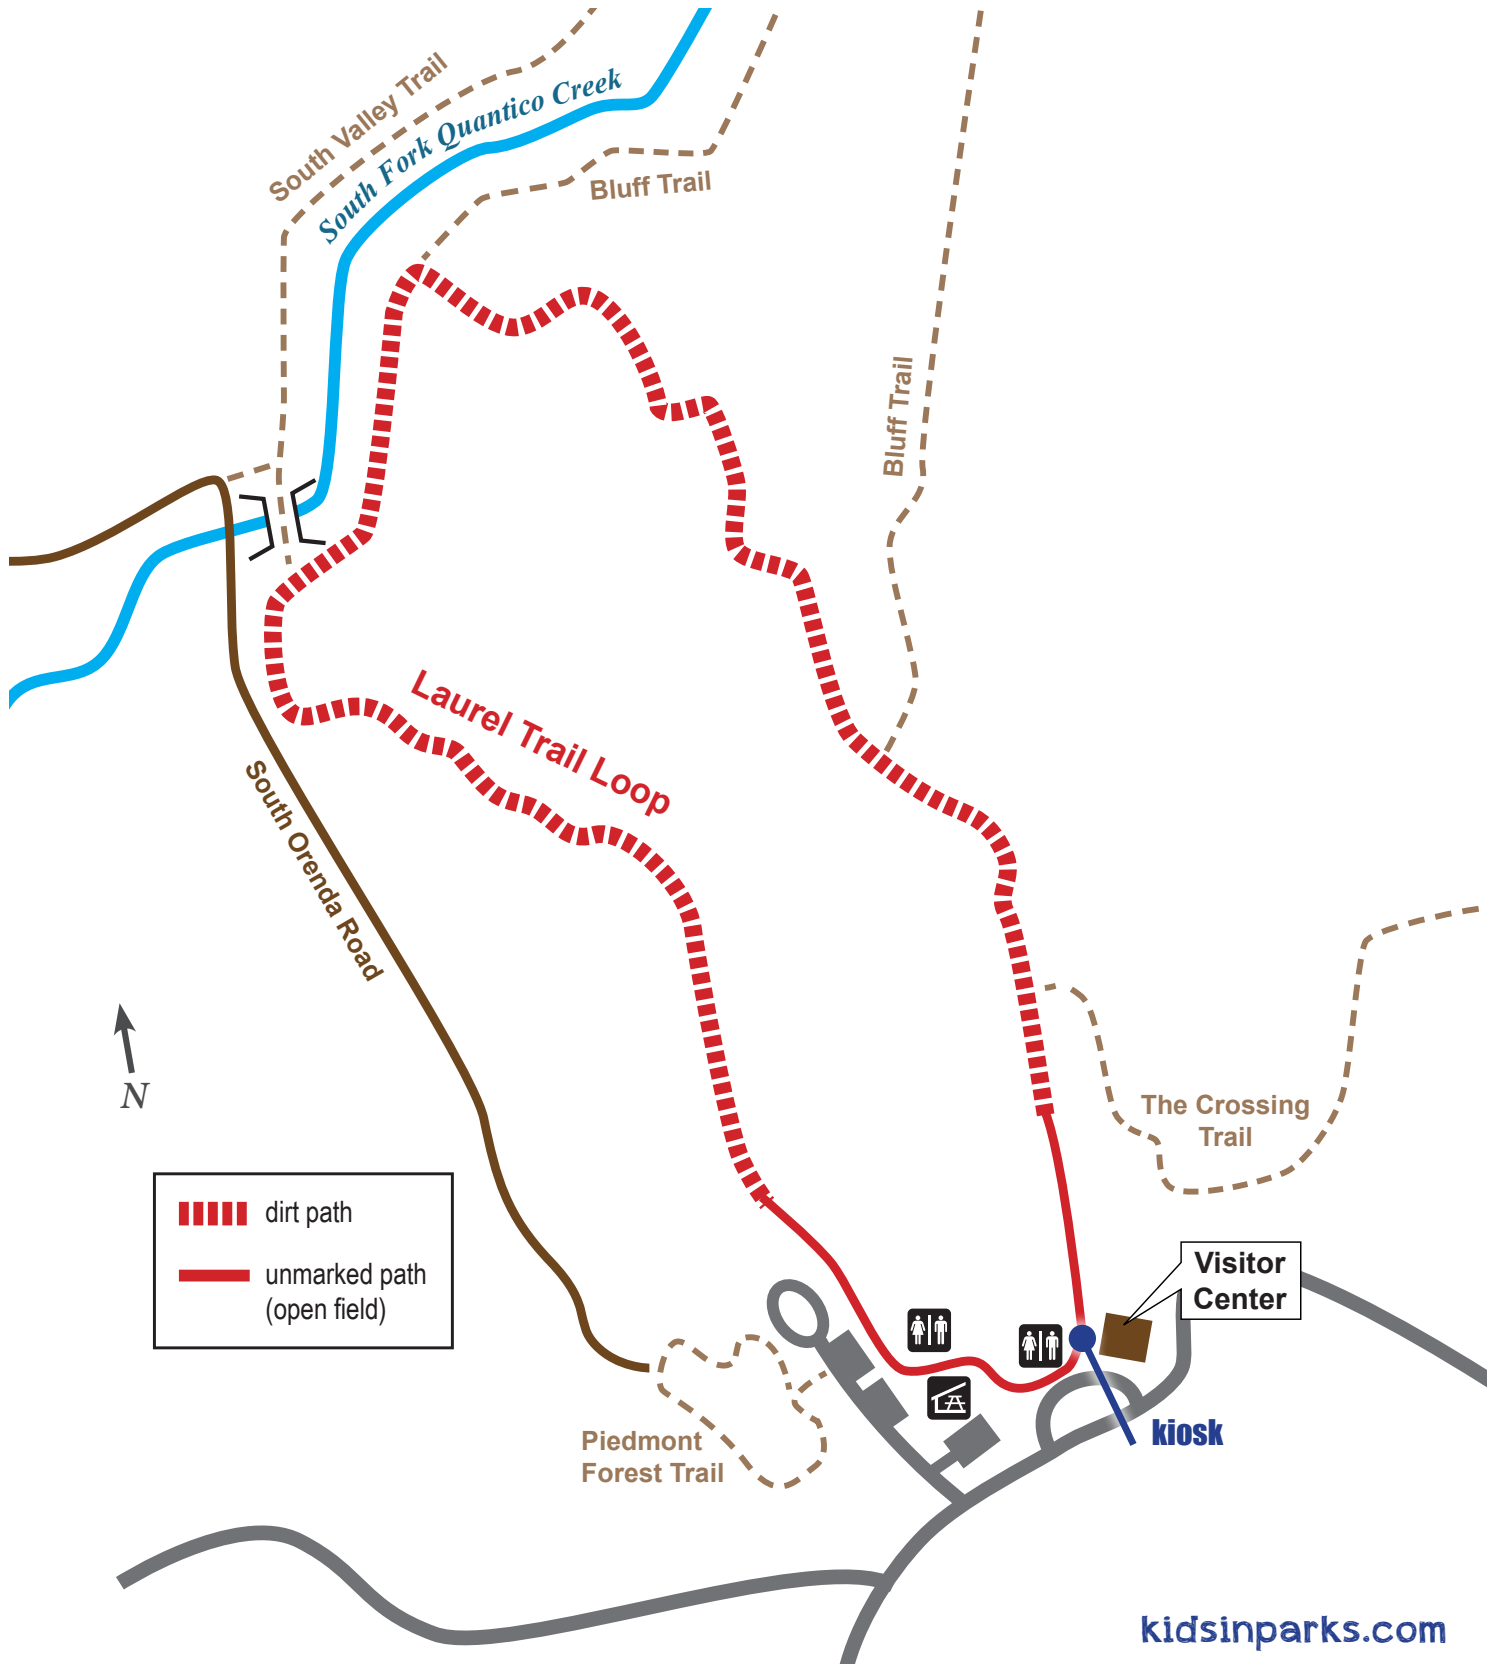 South Valley Trail
South Fork Quantico Creek
Bluff Trail
Bluff Trail
Laurel Trail Loop
South Orenda Road
N
The Crossing
Trail
dirt path
unmarked path
(open field)
Visitor
Center
kiosk
Piedmont
Forest Trail
kidsinparks.com